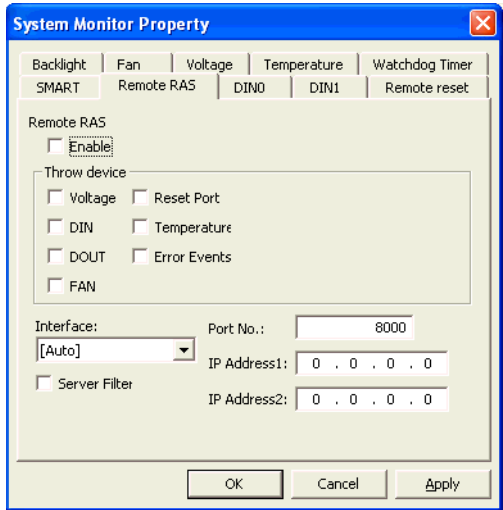 System Monitor Property
Backlight Fan Voltage Temperature Watchdog Timer
SMART Remote RAS DIN0 DIN1 Remote reset
Remote RAS
Enable
Throw device
Voltage Reset Port
DIN Temperature
DOUT Error Events
FAN
Interface:
Port No.: 8000
[Auto]
IP Address1: 0 . 0 . 0 . 0
Server Filter
IP Address2: 0 . 0 . 0 . 0
OK Cancel Apply